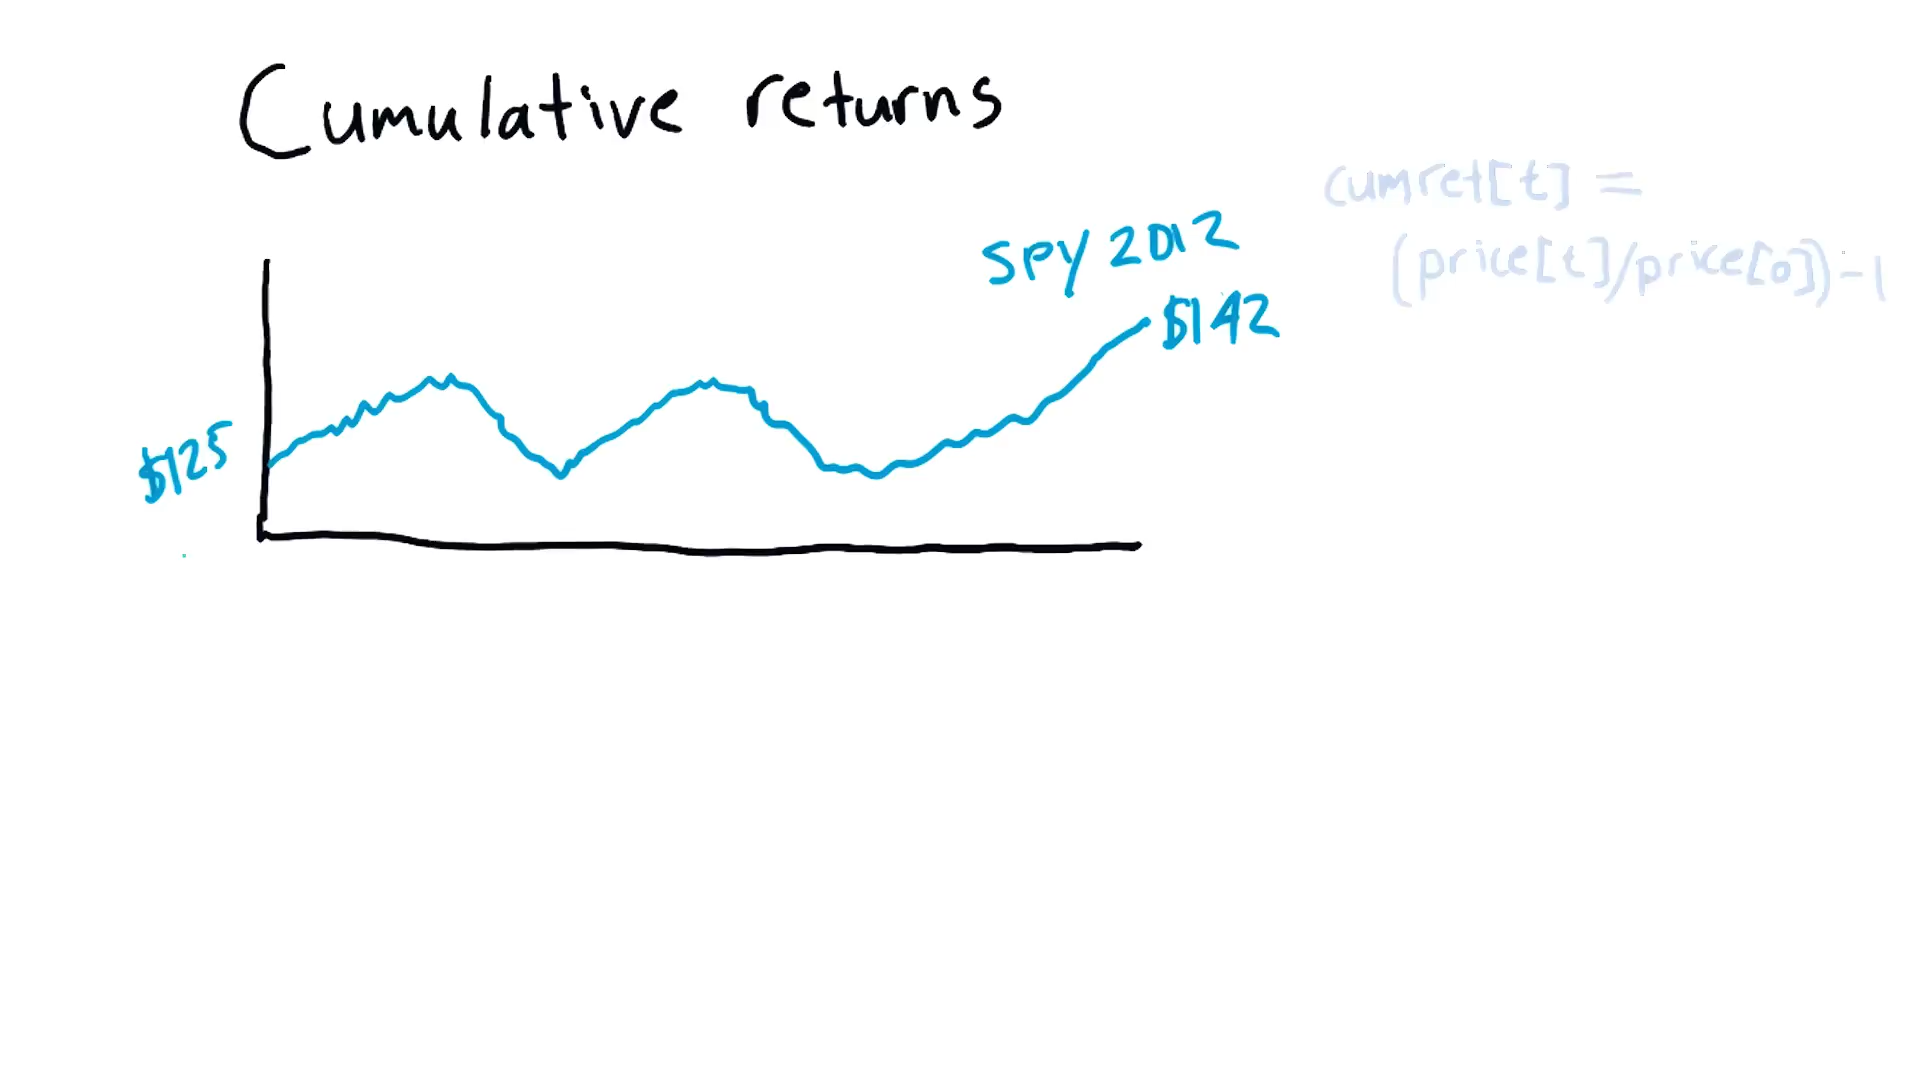 Cumulative returns
cumret[t] =
(price[t]/price[0]) - 1
SPY 2012
$142
$125